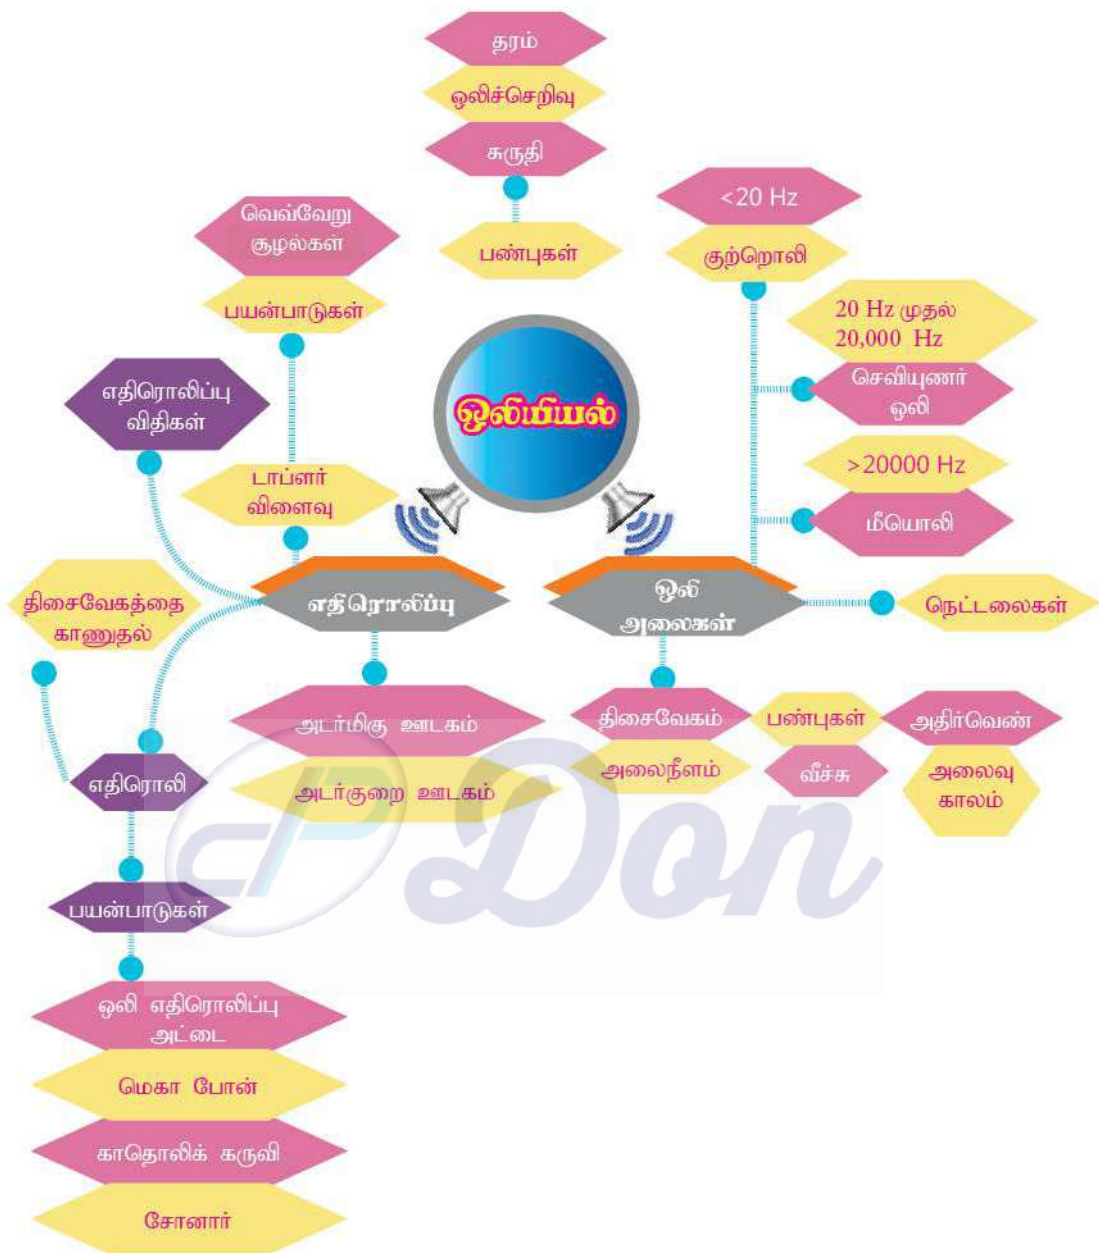 தரம்
ஒலிச்செறிவு
சுருதி
பண்புகள்
<20 Hz
குற்றொலி
20 Hz முதல்
20,000 Hz
செவியுணர்
ஒலி
>20000 Hz
மீயொலி
வெவ்வேறு
சூழல்கள்
பயன்பாடுகள்
எதிரொலிப்பு
விதிகள்
டாப்ளர்
விளைவு
ஒலியியல்
எதிரொலிப்பு
ஒலி
அலைகள்
நெட்டலைகள்
திசைவேகத்தை
காணுதல்
அடர்மிகு ஊடகம்
அடர்குறை ஊடகம்
திசைவேகம்
பண்புகள்
அதிர்வெண்
அலைநீளம்
வீச்சு
அலைவு
காலம்
எதிரொலி
பயன்பாடுகள்
ஒலி எதிரொலிப்பு
அட்டை
மெகா போன்
காதொலிக் கருவி
சோனார்
Don